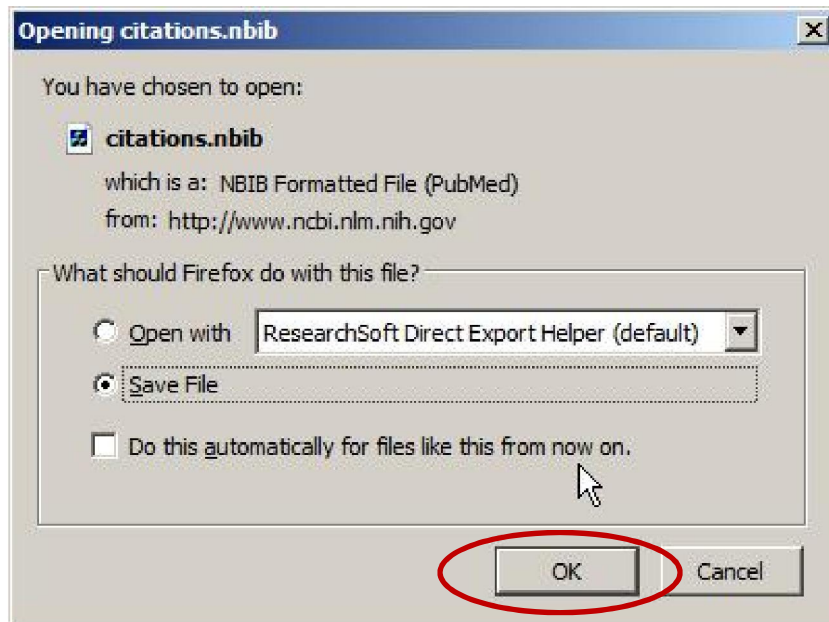 Opening citations.nbib
You have chosen to open:
citations.nbib
which is a: NBIB Formatted File (PubMed)
from: http://www.ncbi.nlm.nih.gov
What should Firefox do with this file?
Open with ResearchSoft Direct Export Helper (default)
Save File
Do this automatically for files like this from now on.
OK Cancel